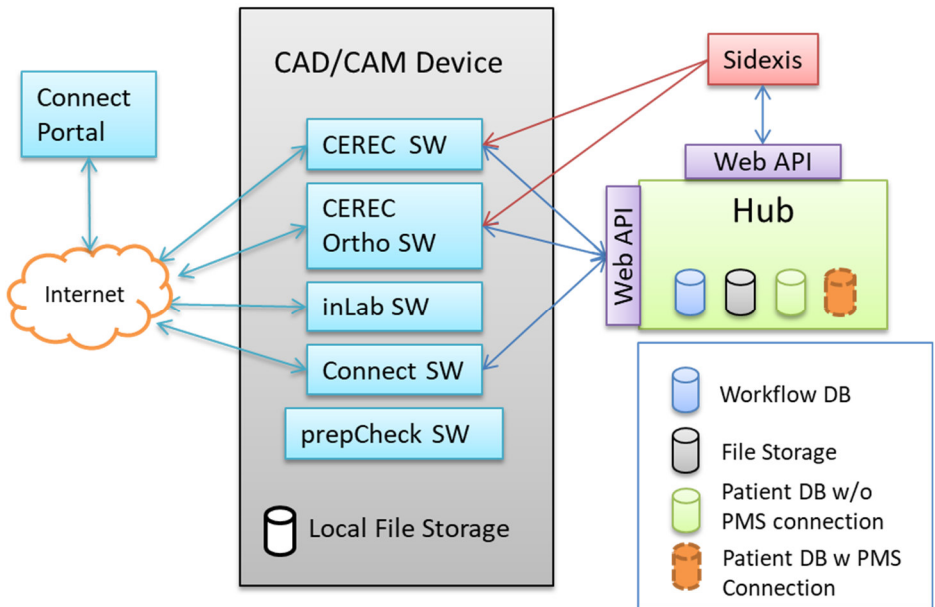 Connect
Portal
Internet
CAD/CAM Device
CEREC SW
CEREC
Ortho SW
inLab SW
Connect SW
prepCheck SW
Local File Storage
Sidexis
Web API
Web API
Hub
Workflow DB
File Storage
Patient DB w/o
PMS connection
Patient DB w PMS
Connection